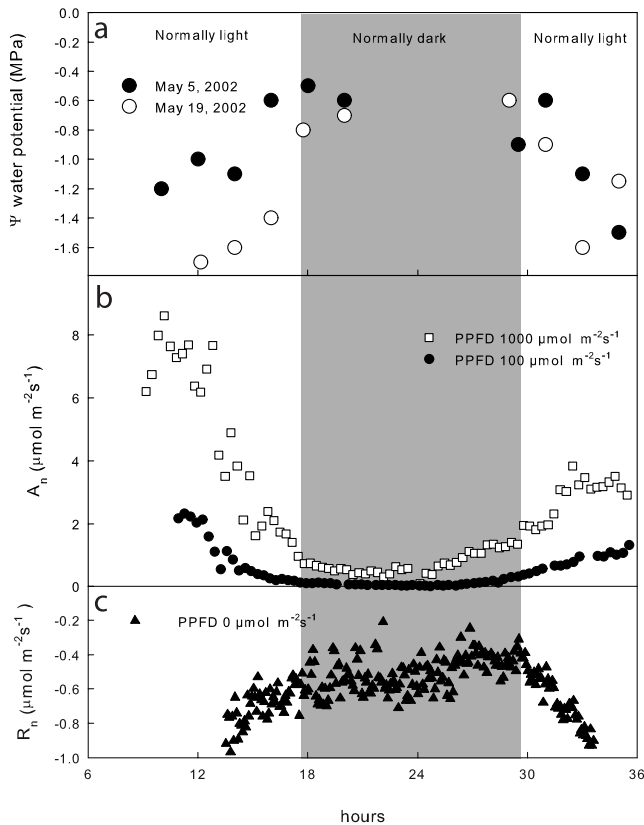 a
Normally light
Normally dark
Normally light
May 5, 2002
May 19, 2002
Ψ water potential (MPa)
0.0
-0.2
-0.4
-0.6
-0.8
-1.0
-1.2
-1.4
-1.6
b
PPFD 1000 µmol m⁻²s⁻¹
PPFD 100 µmol m⁻²s⁻¹
Aₙ (µmol m⁻²s⁻¹)
8
6
4
2
0
c
PPFD 0 µmol m⁻²s⁻¹
Rₙ (µmol m⁻²s⁻¹)
-0.2
-0.4
-0.6
-0.8
-1.0
6 12 18 24 30 36
hours